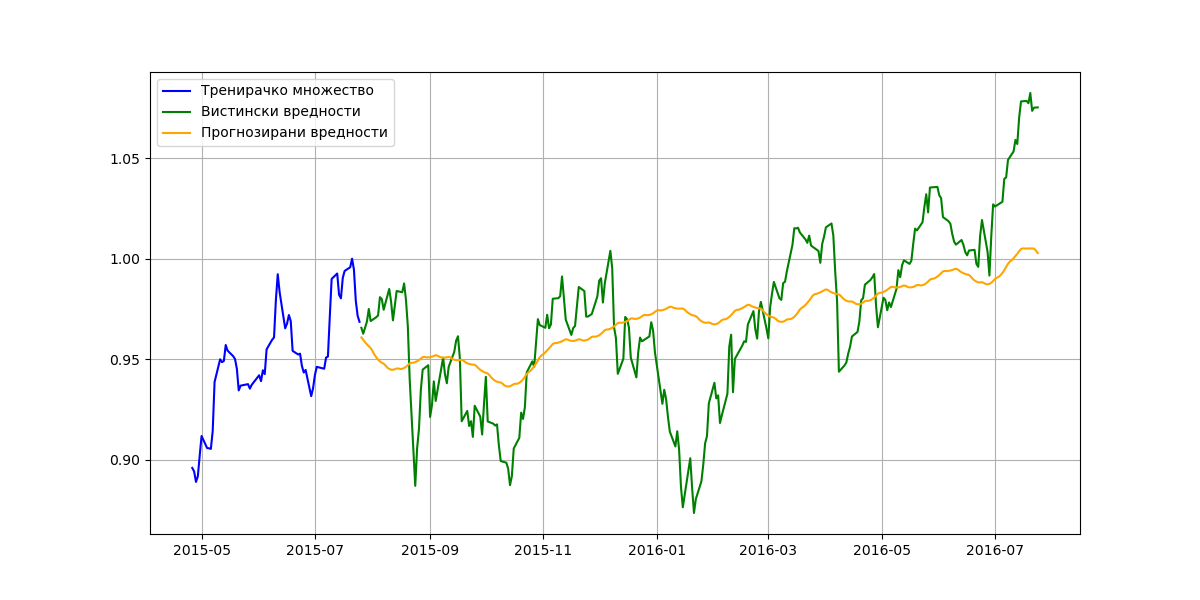 Тренирачко множество
Вистински вредности
Прогнозирани вредности
1.05
1.00
0.95
0.90
2015-05 2015-07 2015-09 2015-11 2016-01 2016-03 2016-05 2016-07